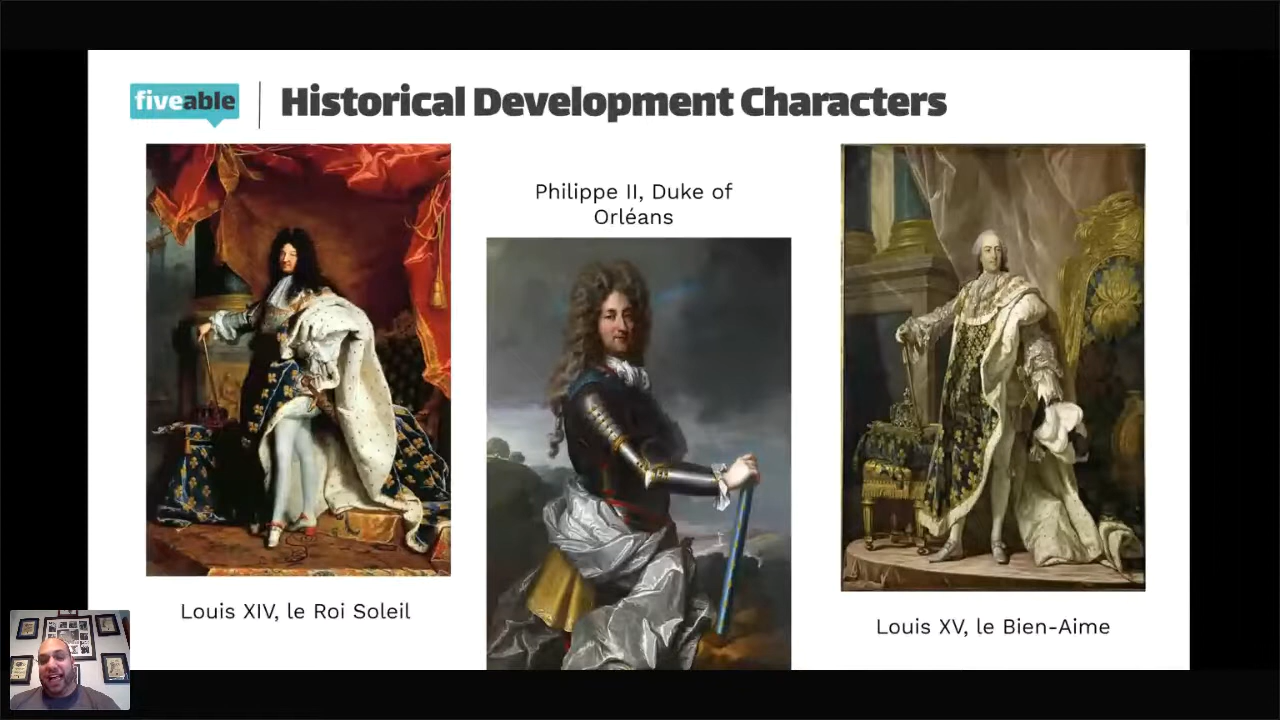 fiveable
Historical Development Characters
Philippe II, Duke of
Orléans
Louis XIV, le Roi Soleil
Louis XV, le Bien-Aime